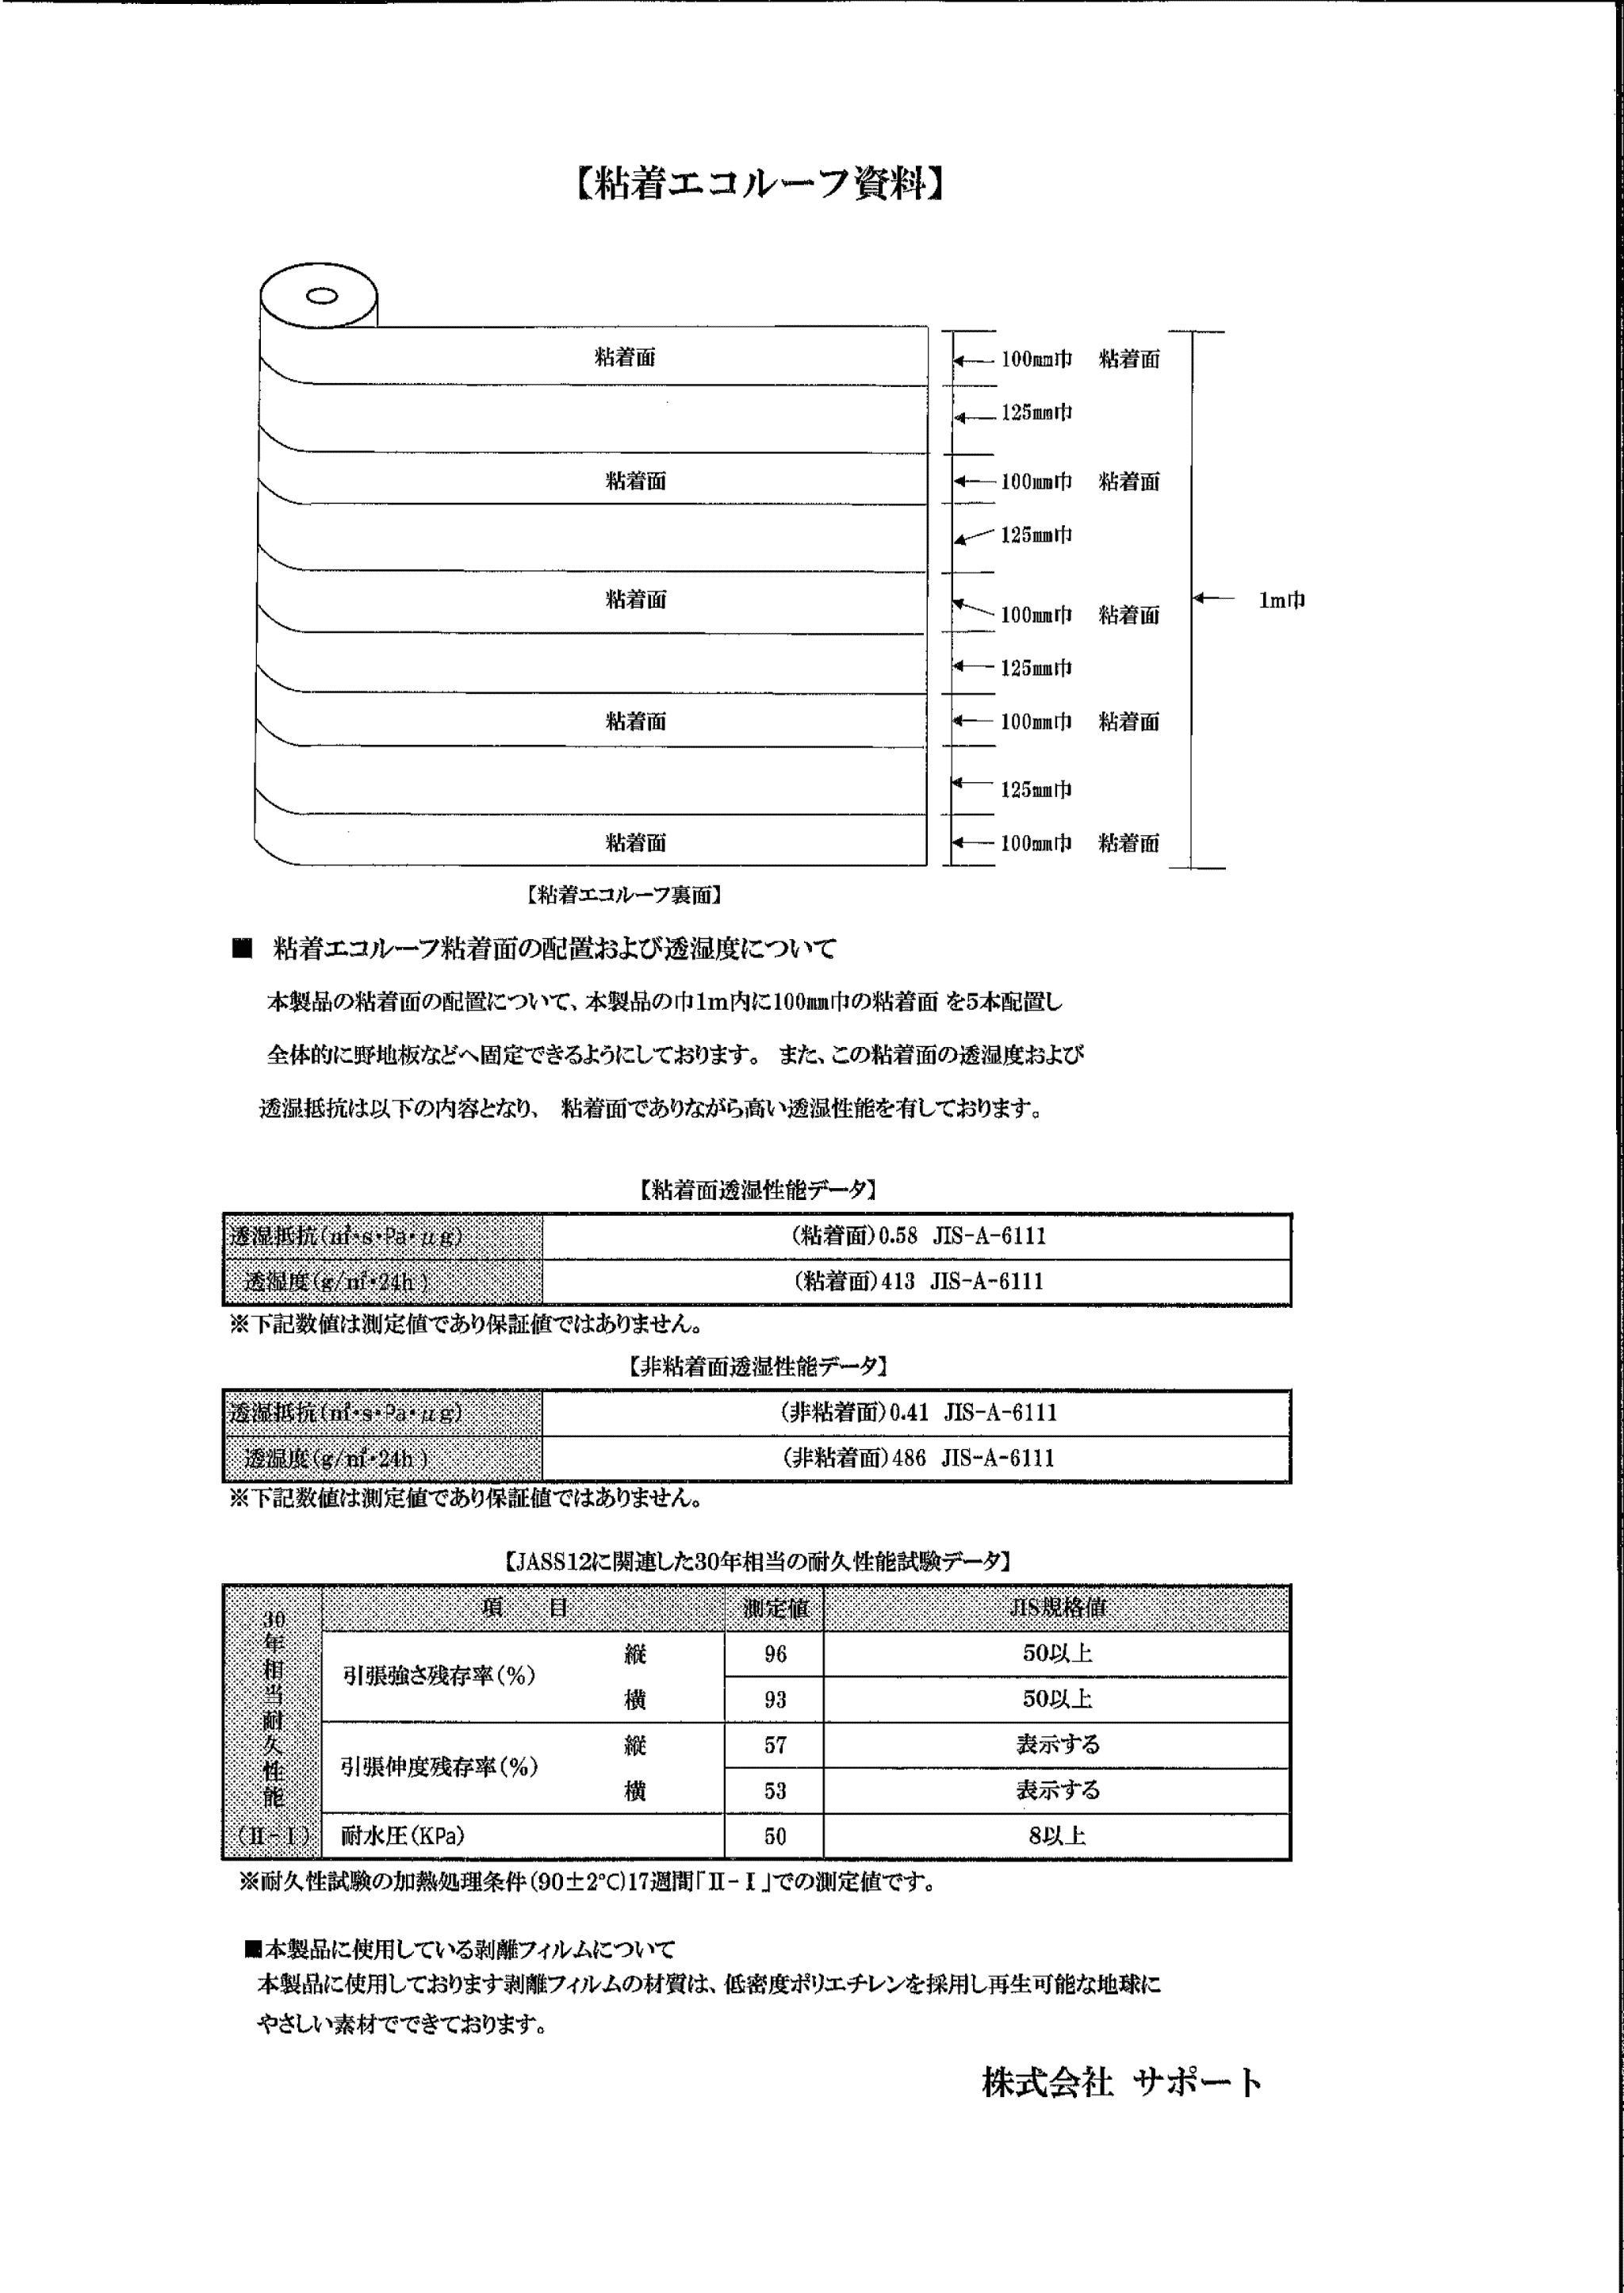 【粘着エコルーフ資料】
粘着面
100㎜巾 粘着面
125㎜巾
粘着面
100㎜巾 粘着面
125㎜巾
粘着面
100㎜巾 粘着面
1m巾
125㎜巾
粘着面
100㎜巾 粘着面
125㎜巾
粘着面
100㎜巾 粘着面
【粘着エコルーフ裏面】
■ 粘着エコルーフ粘着面の配置および透湿度について
本製品の粘着面の配置について、本製品の巾1m内に100㎜巾の粘着面 を5本配置し
全体的に野地板などへ固定できるようにしております。 また、この粘着面の透湿度および
透湿抵抗は以下の内容となり、 粘着面でありながら高い透湿性能を有しております。
【粘着面透湿性能データ】
透湿抵抗(㎡・s・Pa・μg) (粘着面)0.58 JIS-A-6111
透湿度(g/㎡・24h ) (粘着面)413 JIS-A-6111
※下記数値は測定値であり保証値ではありません。
【非粘着面透湿性能データ】
透湿抵抗(㎡・s・Pa・μg) (非粘着面)0.41 JIS-A-6111
透湿度(g/㎡・24h ) (非粘着面)486 JIS-A-6111
※下記数値は測定値であり保証値ではありません。
【JASS12に関連した30年相当の耐久性能試験データ】
30年相当耐久性能
(Ⅱ-Ⅰ)
項 目 測定値 JIS規格値
引張強さ残存率(%) 縦 96 50以上
横 93 50以上
引張伸度残存率(%) 縦 57 表示する
横 53 表示する
耐水圧(KPa) 50 8以上
※耐久性試験の加熱処理条件(90±2℃)17週間「Ⅱ-Ⅰ」での測定値です。
■本製品に使用している剥離フィルムについて
本製品に使用しております剥離フィルムの材質は、低密度ポリエチレンを採用し再生可能な地球に
やさしい素材でできております。
株式会社 サポート